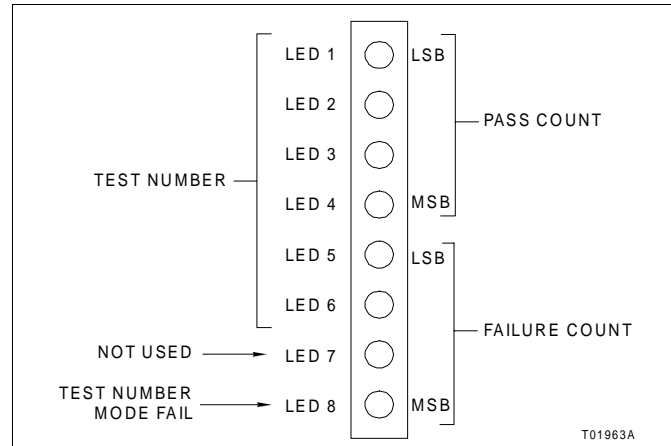 LED 1
LSB
LED 2
PASS COUNT
LED 3
TEST NUMBER
LED 4
MSB
LED 5
LSB
LED 6
FAILURE COUNT
NOT USED
LED 7
TEST NUMBER
MODE FAIL
LED 8
MSB
T01963A